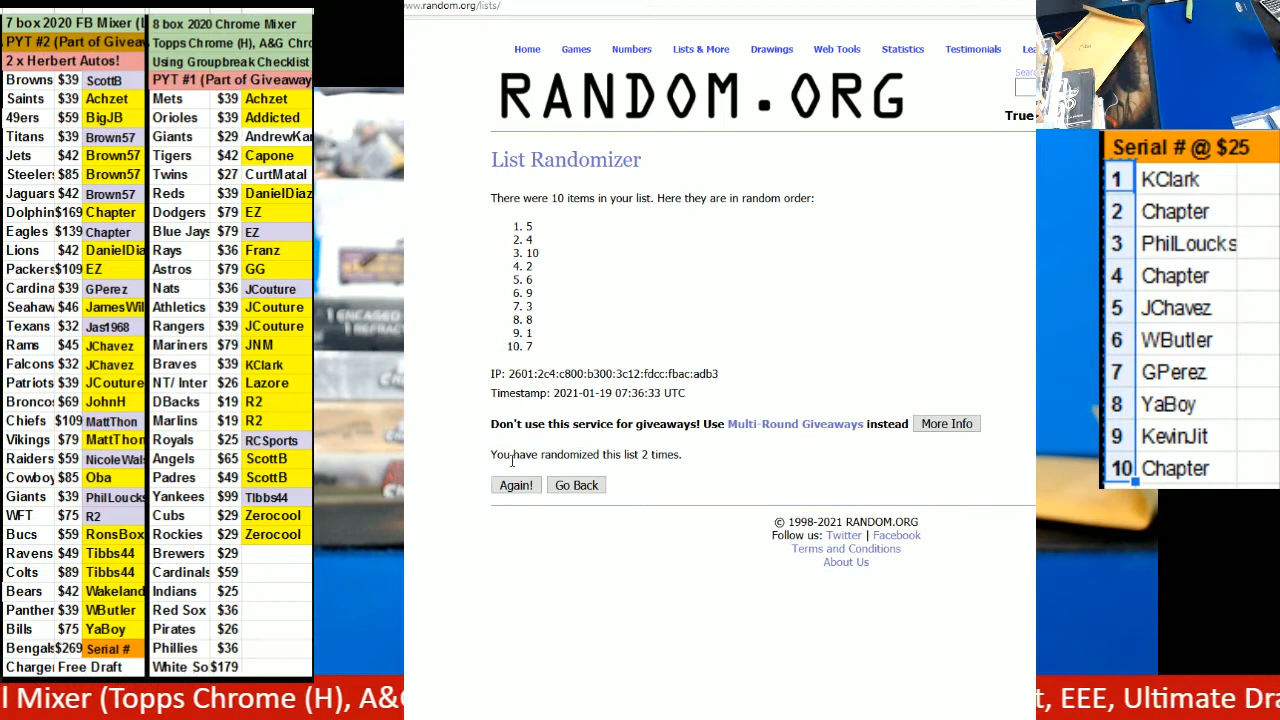 7 box 2020 FB Mixer (L
PYT #2 (Part of Giveaw
2 x Herbert Autos!
Browns $39 ScottB
Saints $39 Achzet
49ers $59 BigJB
Titans $39 Brown57
Jets $42 Brown57
Steelers $85 Brown57
Jaguars $42 Brown57
Dolphin $169 Chapter
Eagles $139 Chapter
Lions $42 DanielDia
Packers $109 EZ
Cardina $39 GPerez
Seahaw $46 JamesWil
Texans $32 Jas1968
Rams $45 JChavez
Falcons $32 JChavez
Patriots $39 JCouture
Bronco $69 JohnH
Chiefs $109 MattThon
Vikings $79 MattThon
Raiders $59 NicoleWals
Cowboy $85 Oba
Giants $39 PhilLoucks
WFT $75 R2
Bucs $59 RonsBox
Ravens $49 Tibbs44
Colts $89 Tibbs44
Bears $42 Wakeland
Panther $39 WButler
Bills $75 YaBoy
Bengals $269 Serial #
Charger Free Draft
8 box 2020 Chrome Mixer
Topps Chrome (H), A&G Chro
Using Groupbreak Checklist
PYT #1 (Part of Giveaway
Mets $39 Achzet
Orioles $39 Addicted
Giants $29 AndrewKar
Tigers $42 Capone
Twins $27 CurtMatal
Reds $39 DanielDiaz
Dodgers $79 EZ
Blue Jays $79 EZ
Rays $36 Franz
Astros $79 GG
Nats $36 JCouture
Athletics $39 JCouture
Rangers $39 JCouture
Mariners $79 JNM
Braves $39 KClark
NT/ Inter $26 Lazore
DBacks $19 R2
Marlins $19 R2
Royals $25 RCSports
Angels $65 ScottB
Padres $49 ScottB
Yankees $99 TIbbs44
Cubs $29 Zerocool
Rockies $29 Zerocool
Brewers $29
Cardinals $59
Indians $25
Red Sox $36
Pirates $26
Phillies $36
White So $179
ww.random.org/lists/
Home Games Numbers Lists & More Drawings Web Tools Statistics Testimonials Lea
Searc
RANDOM.ORG
True
List Randomizer
There were 10 items in your list. Here they are in random order:
1. 5
2. 4
3. 10
4. 2
5. 6
6. 9
7. 3
8. 8
9. 1
10. 7
IP: 2601:2c4:c800:b300:3c12:fdcc:fbac:adb3
Timestamp: 2021-01-19 07:36:33 UTC
Don't use this service for giveaways! Use Multi-Round Giveaways instead More Info
You have randomized this list 2 times.
Again! Go Back
© 1998-2021 RANDOM.ORG
Follow us: Twitter | Facebook
Terms and Conditions
About Us
Serial # @ $25
1 KClark
2 Chapter
3 PhilLoucks
4 Chapter
5 JChavez
6 WButler
7 GPerez
8 YaBoy
9 KevinJit
10 Chapter
l Mixer (Topps Chrome (H), A&G
t, EEE, Ultimate Dra